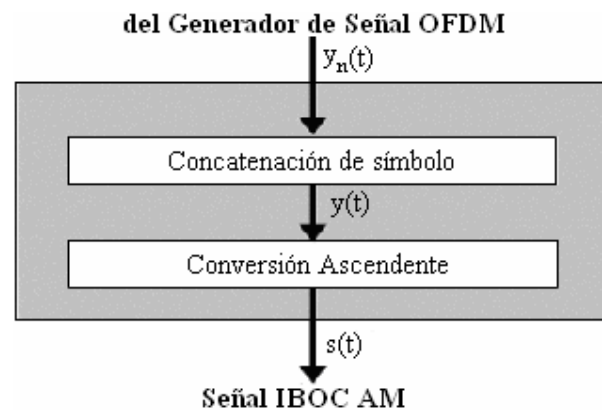 del Generador de Señal OFDM
yn(t)
Concatenación de símbolo
y(t)
Conversión Ascendente
s(t)
Señal IBOC AM